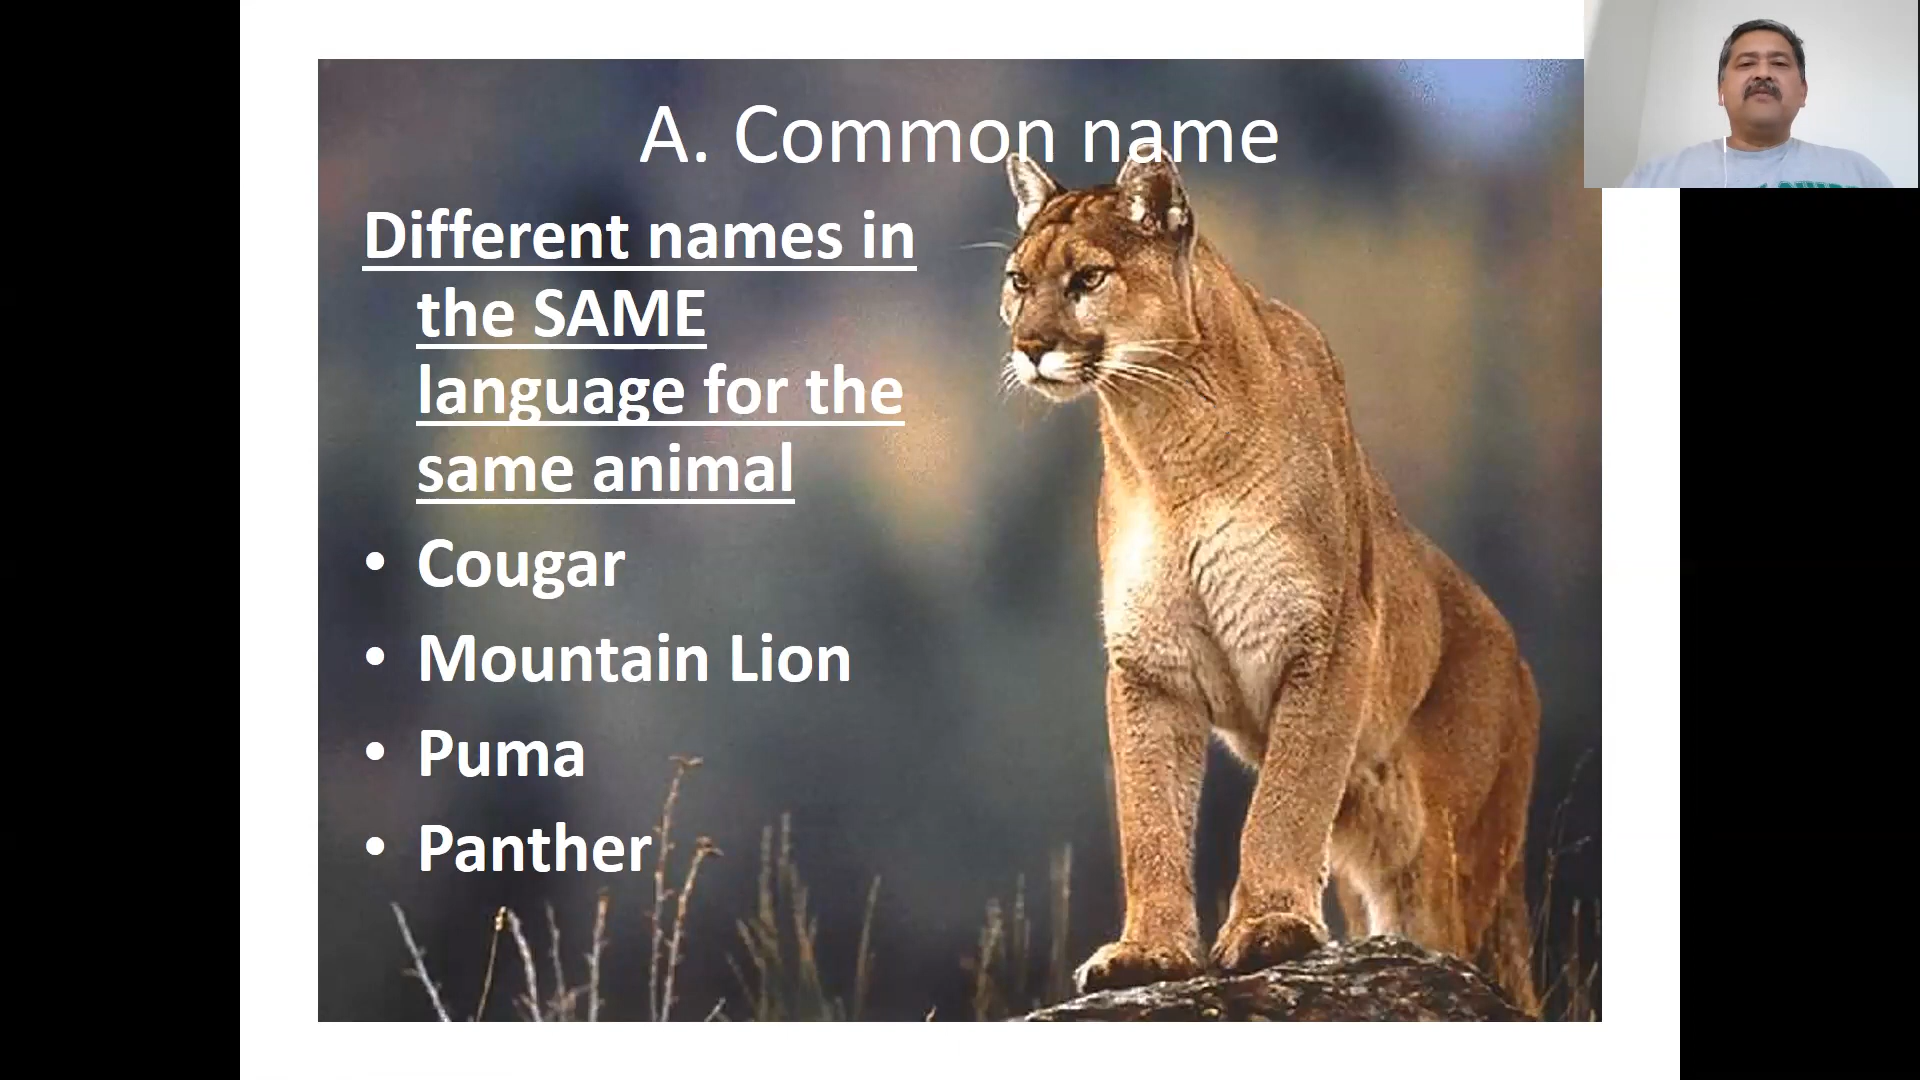 A. Common name
Different names in
the SAME
language for the
same animal
• Cougar
• Mountain Lion
• Puma
• Panther